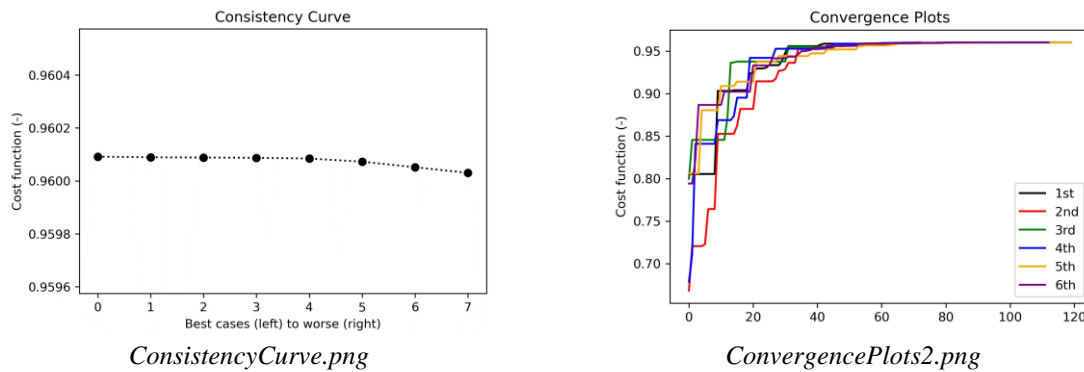 Consistency Curve
Cost function (-)
0.9604
0.9602
0.9600
0.9598
0.9596
0 1 2 3 4 5 6 7
Best cases (left) to worse (right)
ConsistencyCurve.png
Convergence Plots
Cost function (-)
0.95
0.90
0.85
0.80
0.75
0.70
1st
2nd
3rd
4th
5th
6th
0 20 40 60 80 100 120
ConvergencePlots2.png